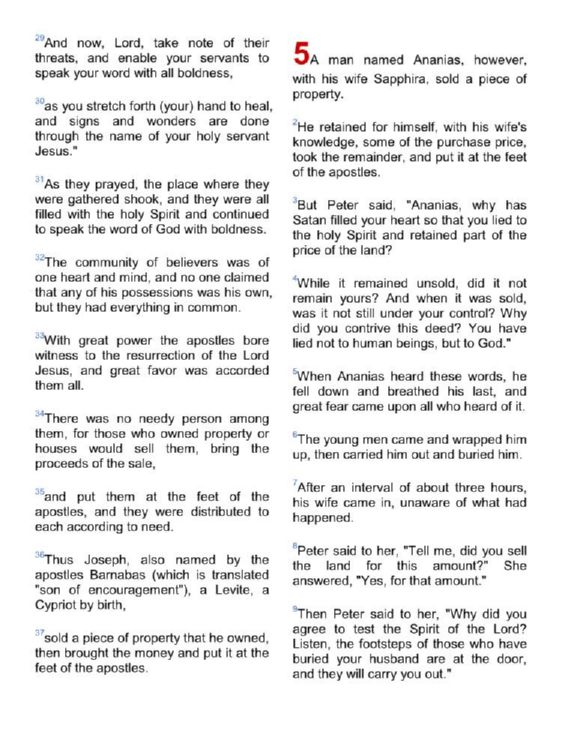 29And now, Lord, take note of their
threats, and enable your servants to
speak your word with all boldness,
30as you stretch forth (your) hand to heal,
and signs and wonders are done
through the name of your holy servant
Jesus."
31As they prayed, the place where they
were gathered shook, and they were all
filled with the holy Spirit and continued
to speak the word of God with boldness.
32The community of believers was of
one heart and mind, and no one claimed
that any of his possessions was his own,
but they had everything in common.
33With great power the apostles bore
witness to the resurrection of the Lord
Jesus, and great favor was accorded
them all.
34There was no needy person among
them, for those who owned property or
houses would sell them, bring the
proceeds of the sale,
35and put them at the feet of the
apostles, and they were distributed to
each according to need.
36Thus Joseph, also named by the
apostles Barnabas (which is translated
"son of encouragement"), a Levite, a
Cypriot by birth,
37sold a piece of property that he owned,
then brought the money and put it at the
feet of the apostles.
5A man named Ananias, however,
with his wife Sapphira, sold a piece of
property.
2He retained for himself, with his wife's
knowledge, some of the purchase price,
took the remainder, and put it at the feet
of the apostles.
3But Peter said, "Ananias, why has
Satan filled your heart so that you lied to
the holy Spirit and retained part of the
price of the land?
4While it remained unsold, did it not
remain yours? And when it was sold,
was it not still under your control? Why
did you contrive this deed? You have
lied not to human beings, but to God."
5When Ananias heard these words, he
fell down and breathed his last, and
great fear came upon all who heard of it.
6The young men came and wrapped him
up, then carried him out and buried him.
7After an interval of about three hours,
his wife came in, unaware of what had
happened.
8Peter said to her, "Tell me, did you sell
the land for this amount?" She
answered, "Yes, for that amount."
9Then Peter said to her, "Why did you
agree to test the Spirit of the Lord?
Listen, the footsteps of those who have
buried your husband are at the door,
and they will carry you out."